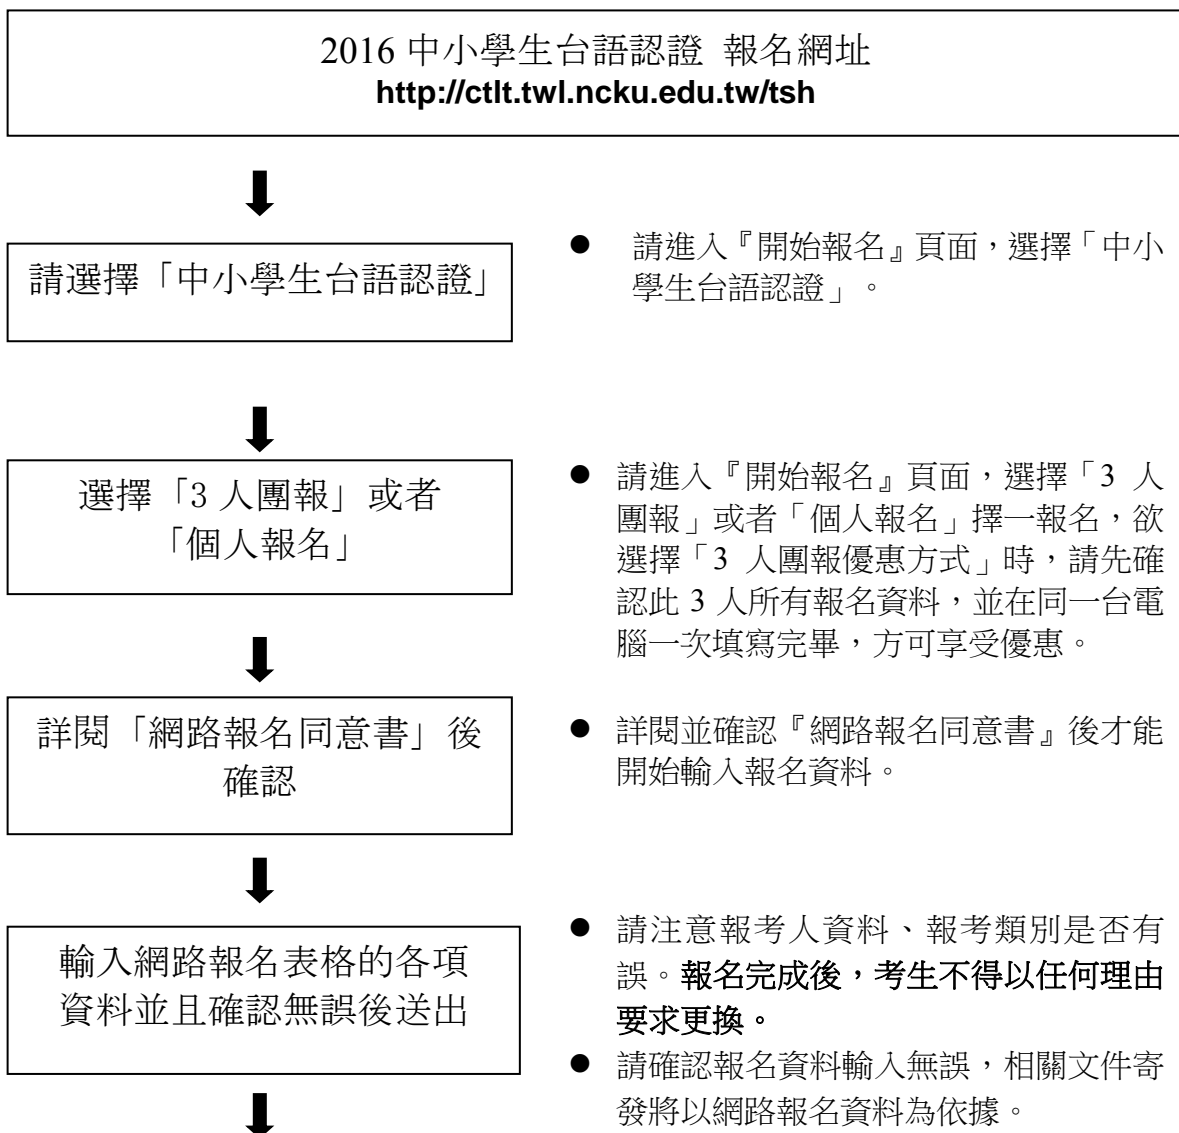 2016 中小學生台語認證 報名網址
http://ctlt.twl.ncku.edu.tw/tsh
請選擇「中小學生台語認證」
● 請進入『開始報名』頁面，選擇「中小
學生台語認證」。
選擇「3 人團報」或者
「個人報名」
● 請進入『開始報名』頁面，選擇「3 人
團報」或者「個人報名」擇一報名，欲
選擇「3 人團報優惠方式」時，請先確
認此 3 人所有報名資料，並在同一台電
腦一次填寫完畢，方可享受優惠。
詳閱「網路報名同意書」後
確認
● 詳閱並確認『網路報名同意書』後才能
開始輸入報名資料。
輸入網路報名表格的各項
資料並且確認無誤後送出
● 請注意報考人資料、報考類別是否有
誤。報名完成後，考生不得以任何理由
要求更換。
● 請確認報名資料輸入無誤，相關文件寄
發將以網路報名資料為依據。